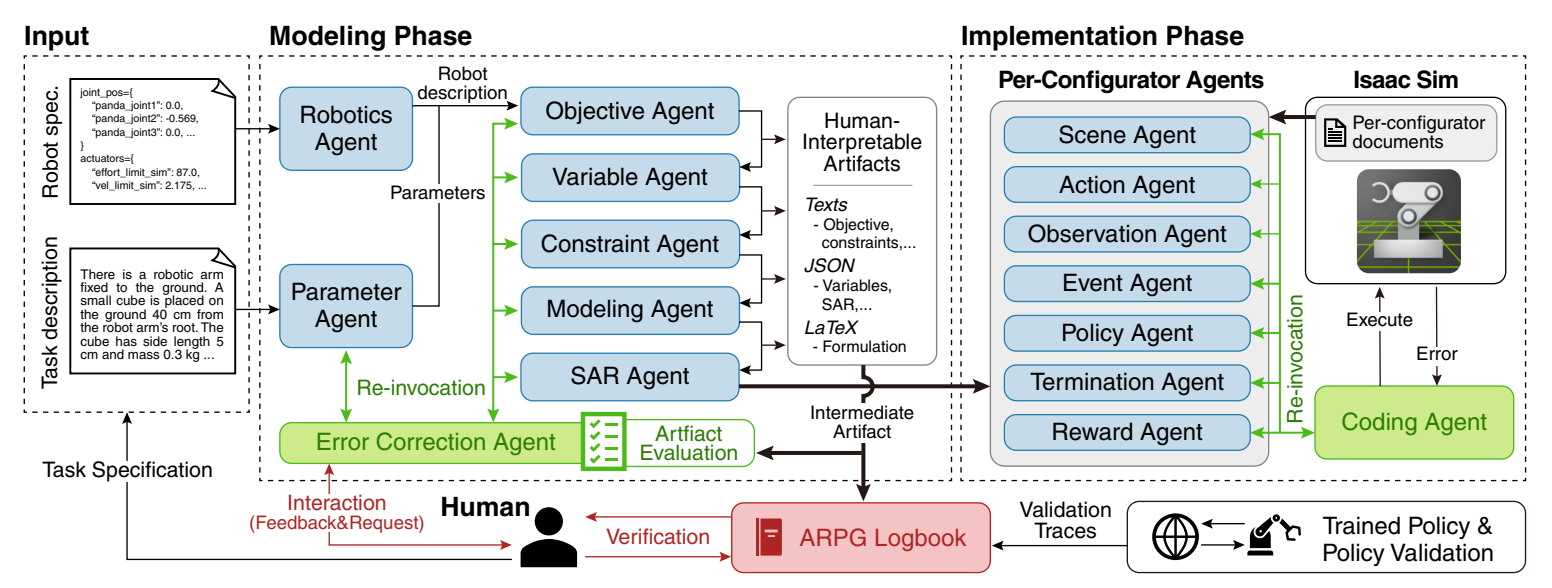 Input
Robot spec.
joint_pos={
"panda_joint1": 0.0,
"panda_joint2": -0.569,
"panda_joint3": 0.0, ...
}
actuators={
"effort_limit_sim": 87.0,
"vel_limit_sim": 2.175, ...
Task description
There is a robotic arm
fixed to the ground. A
small cube is placed on
the ground 40 cm from
the robot arm's root. The
cube has side length 5
cm and mass 0.3 kg ...
Task Specification
Modeling Phase
Robotics
Agent
Parameter
Agent
Robot
description
Parameters
Objective Agent
Variable Agent
Constraint Agent
Modeling Agent
SAR Agent
Human-
Interpretable
Artifacts
Texts
- Objective,
constraints,...
JSON
- Variables,
SAR,...
LaTeX
- Formulation
Re-invocation
Error Correction Agent
Artfiact
Evaluation
Intermediate
Artifact
Implementation Phase
Per-Configurator Agents
Scene Agent
Action Agent
Observation Agent
Event Agent
Policy Agent
Termination Agent
Reward Agent
Re-invocation
Isaac Sim
Per-configurator
documents
Execute
Error
Coding Agent
Interaction
(Feedback&Request)
Human
Verification
ARPG Logbook
Validation
Traces
Trained Policy &
Policy Validation